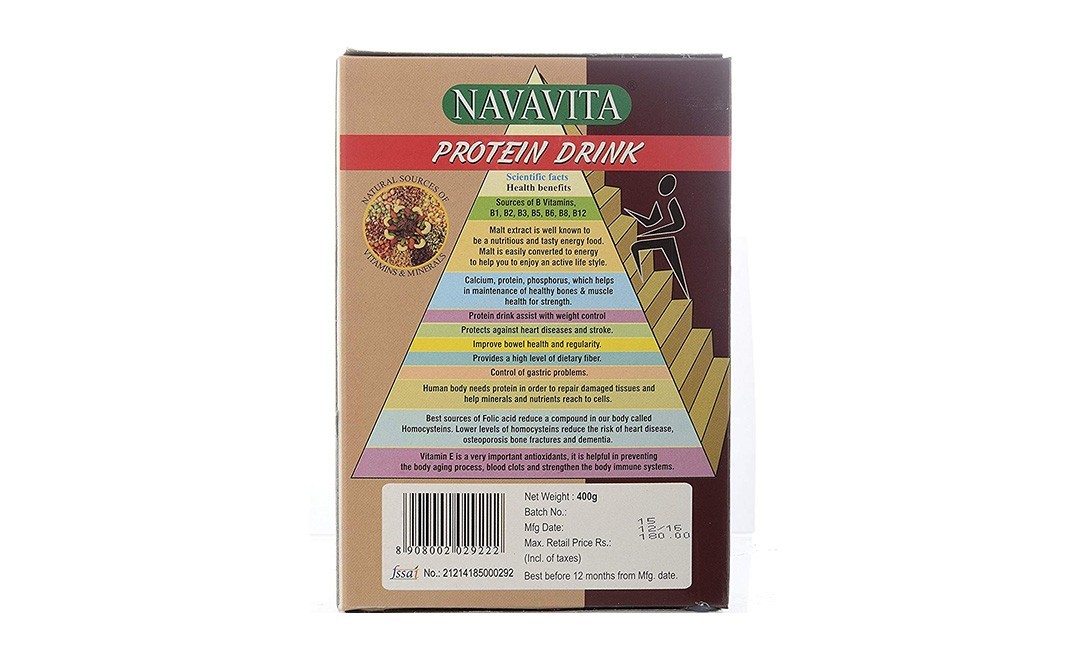 NAVAVITA
PROTEIN DRINK
NATURAL SOURCES OF
VITAMINS & MINERALS
Scientific facts
Health benefits
Sources of B Vitamins,
B1, B2, B3, B5, B6, B8, B12
Malt extract is well known to
be a nutritious and tasty energy food.
Malt is easily converted to energy
to help you to enjoy an active life style.
Calcium, protein, phosphorus, which helps
in maintenance of healthy bones & muscle
health for strength.
Protein drink assist with weight control
Protects against heart diseases and stroke.
Improve bowel health and regularity.
Provides a high level of dietary fiber.
Control of gastric problems.
Human body needs protein in order to repair damaged tissues and
help minerals and nutrients reach to cells.
Best sources of Folic acid reduce a compound in our body called
Homocysteins. Lower levels of homocysteins reduce the risk of heart disease,
osteoporosis bone fractures and dementia.
Vitamin E is a very important antioxidants, it is helpful in preventing
the body aging process, blood clots and strengthen the body immune systems.
8 908002 029222
fssai No.: 21214185000292
Net Weight : 400g
Batch No.: 15
Mfg Date: 12/16
Max. Retail Price Rs.: 180.00
(Incl. of taxes)
Best before 12 months from Mfg. date.